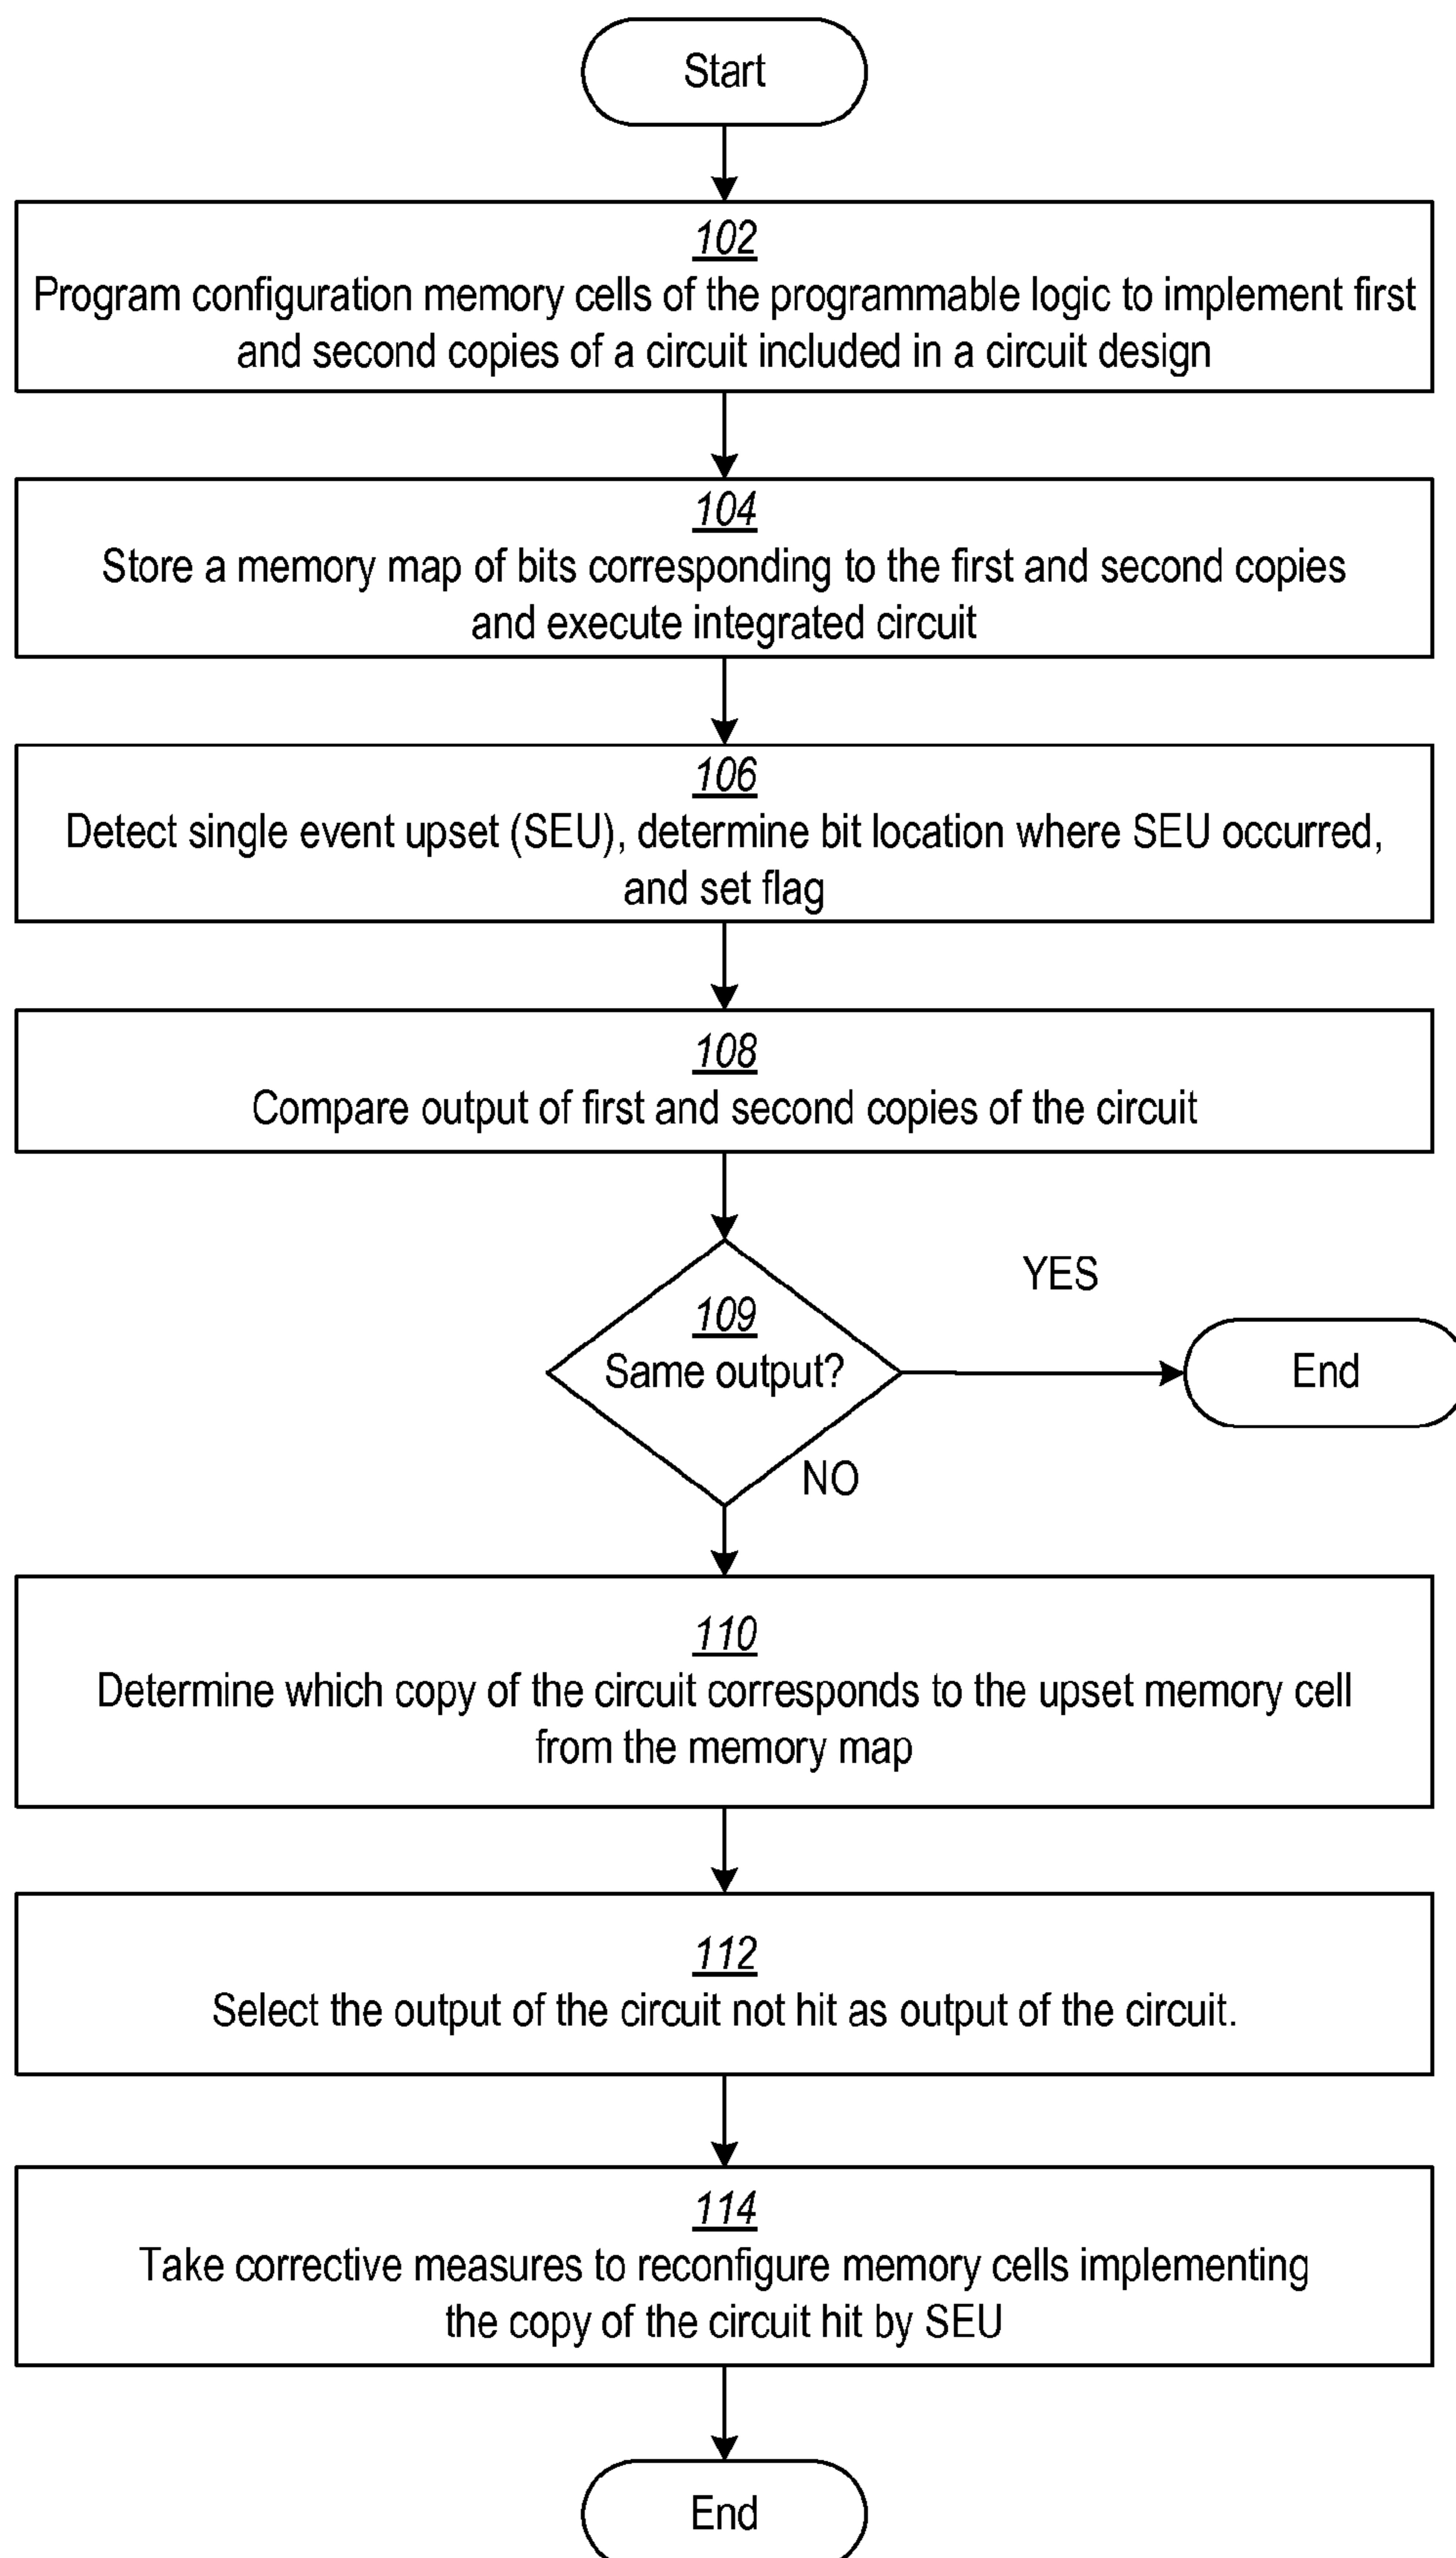 Start
102
Program configuration memory cells of the programmable logic to implement first
and second copies of a circuit included in a circuit design
104
Store a memory map of bits corresponding to the first and second copies
and execute integrated circuit
106
Detect single event upset (SEU), determine bit location where SEU occurred,
and set flag
108
Compare output of first and second copies of the circuit
YES
109
Same output?
End
NO
110
Determine which copy of the circuit corresponds to the upset memory cell
from the memory map
112
Select the output of the circuit not hit as output of the circuit.
114
Take corrective measures to reconfigure memory cells implementing
the copy of the circuit hit by SEU
End